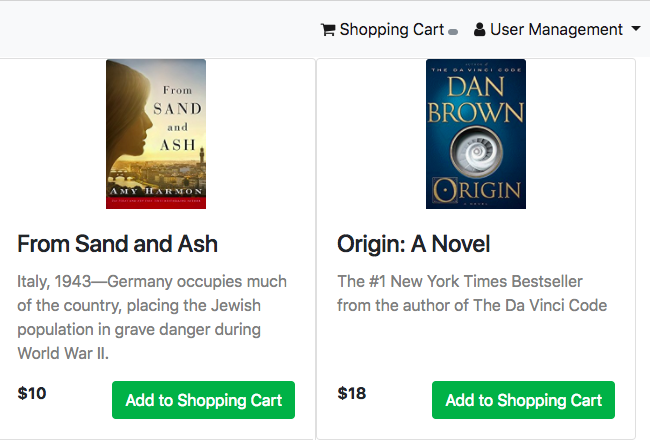 Shopping Cart User Management
From
SAND
and
ASH
AMY HARMON
THE DA VINCI CODE
DAN
BROWN
ORIGIN
A NOVEL
From Sand and Ash
Italy, 1943—Germany occupies much
of the country, placing the Jewish
population in grave danger during
World War II.
$10
Add to Shopping Cart
Origin: A Novel
The #1 New York Times Bestseller
from the author of The Da Vinci Code
$18
Add to Shopping Cart